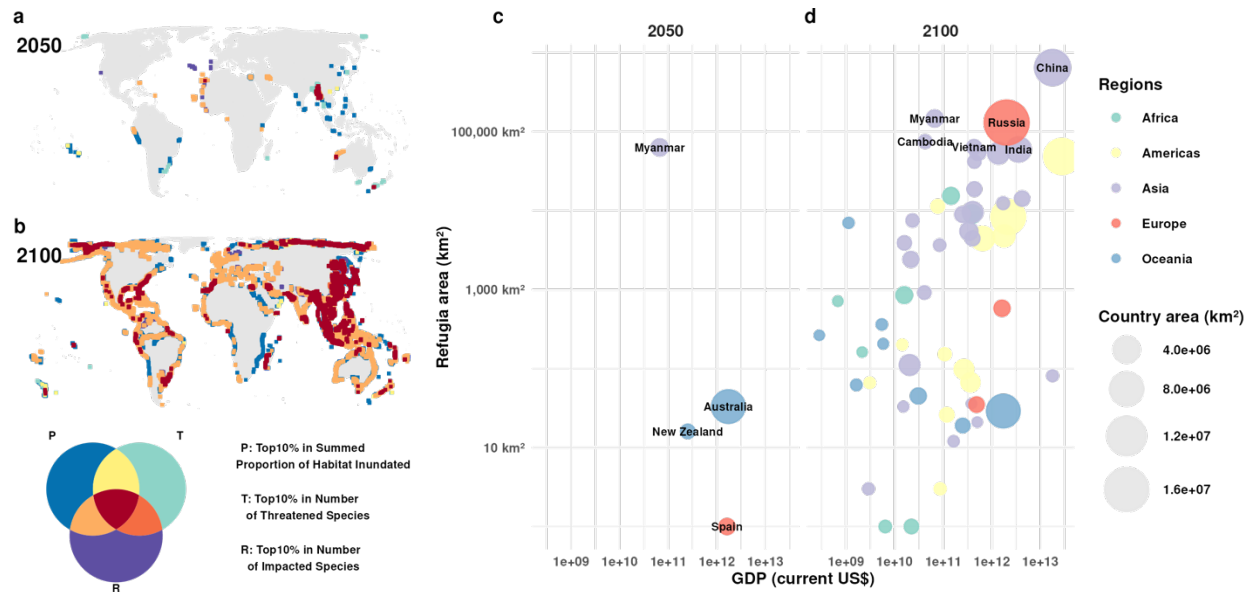 a
2050
b
2100
P
T
R
P: Top10% in Summed
Proportion of Habitat Inundated
T: Top10% in Number
of Threatened Species
R: Top10% in Number
of Impacted Species
c
d
2050
2100
Refugia area (km²)
100,000 km²
1,000 km²
10 km²
Myanmar
Australia
New Zealand
Spain
China
Myanmar
Russia
Cambodia
Vietnam
India
1e+09 1e+10 1e+11 1e+12 1e+13
1e+09 1e+10 1e+11 1e+12 1e+13
GDP (current US$)
Regions
Africa
Americas
Asia
Europe
Oceania
Country area (km²)
4.0e+06
8.0e+06
1.2e+07
1.6e+07